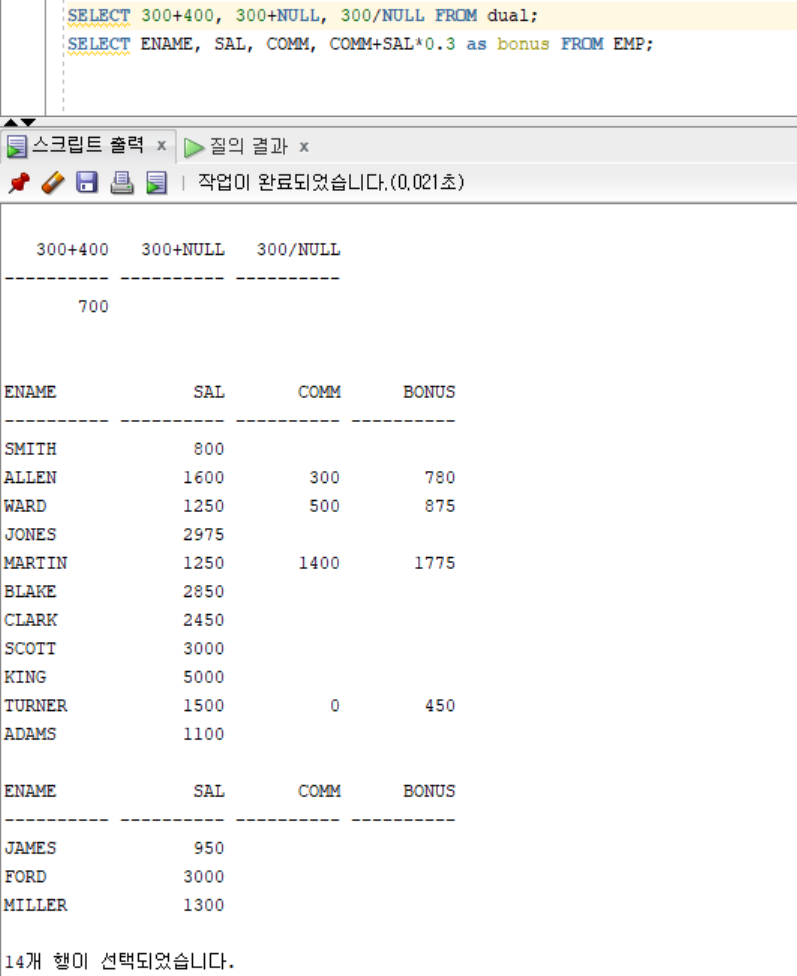 SELECT 300+400, 300+NULL, 300/NULL FROM dual;
SELECT ENAME, SAL, COMM, COMM+SAL*0.3 as bonus FROM EMP;
스크립트 출력 x 질의 결과 x
작업이 완료되었습니다.(0.021초)
300+400 300+NULL 300/NULL
---------- ---------- ----------
700
ENAME SAL COMM BONUS
---------- ---------- ---------- ----------
SMITH 800
ALLEN 1600 300 780
WARD 1250 500 875
JONES 2975
MARTIN 1250 1400 1775
BLAKE 2850
CLARK 2450
SCOTT 3000
KING 5000
TURNER 1500 0 450
ADAMS 1100
ENAME SAL COMM BONUS
---------- ---------- ---------- ----------
JAMES 950
FORD 3000
MILLER 1300
14개 행이 선택되었습니다.